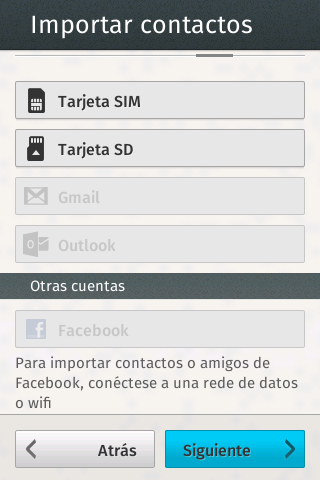 Importar contactos
Tarjeta SIM
Tarjeta SD
Gmail
Outlook
Otras cuentas
Facebook
Para importar contactos o amigos de
Facebook, conéctese a una red de datos
o wifi
Atrás
Siguiente